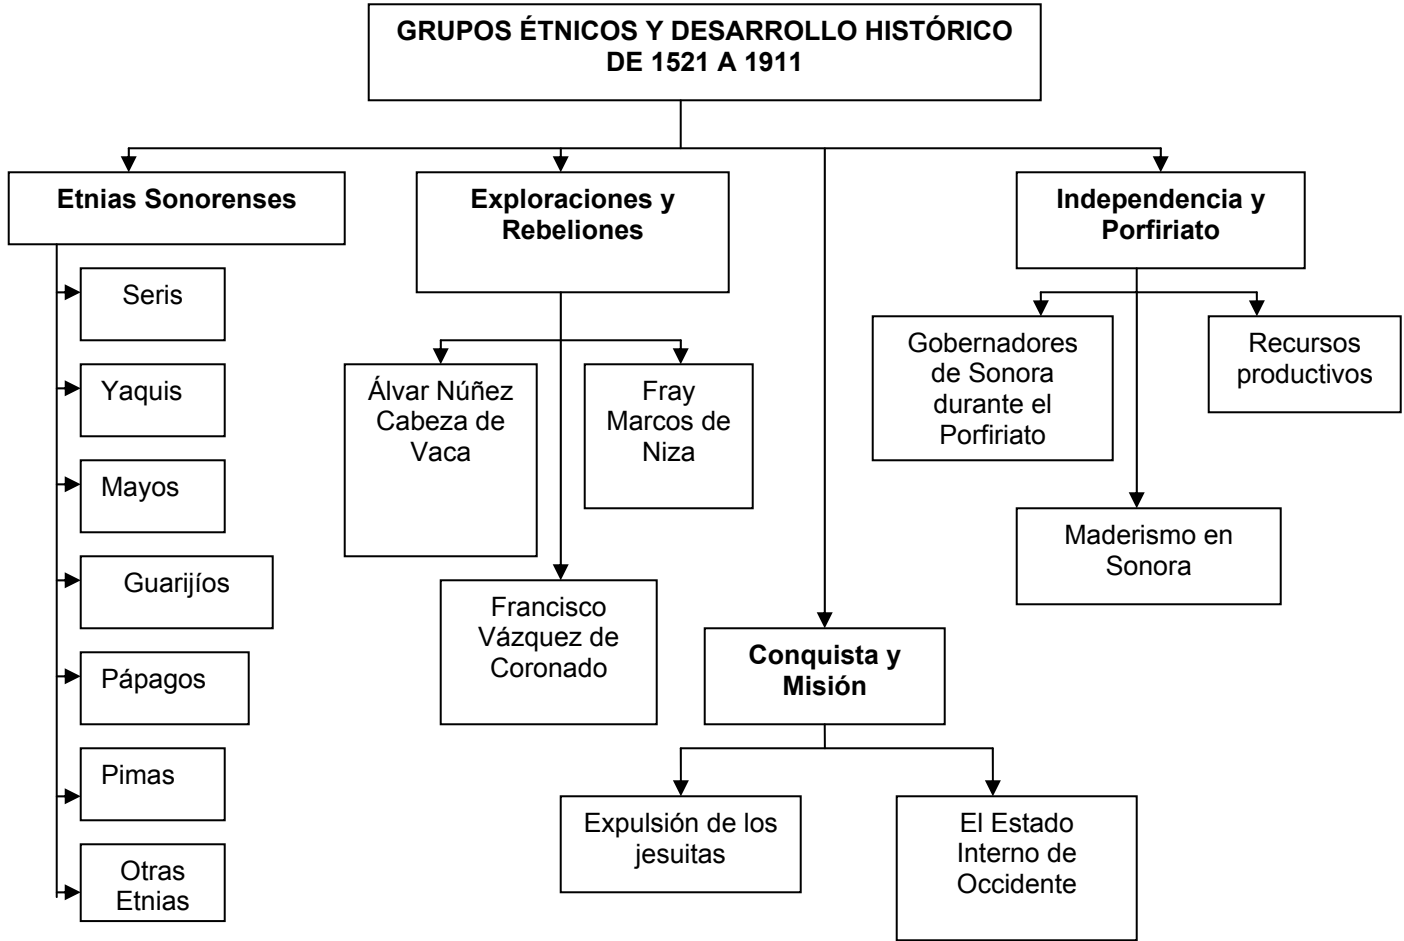 GRUPOS ÉTNICOS Y DESARROLLO HISTÓRICO
DE 1521 A 1911
Etnias Sonorenses
Seris
Yaquis
Mayos
Guarijíos
Pápagos
Pimas
Otras
Etnias
Exploraciones y
Rebeliones
Álvar Núñez
Cabeza de
Vaca
Fray
Marcos de
Niza
Francisco
Vázquez de
Coronado
Conquista y
Misión
Expulsión de los
jesuitas
El Estado
Interno de
Occidente
Independencia y
Porfiriato
Gobernadores
de Sonora
durante el
Porfiriato
Recursos
productivos
Maderismo en
Sonora